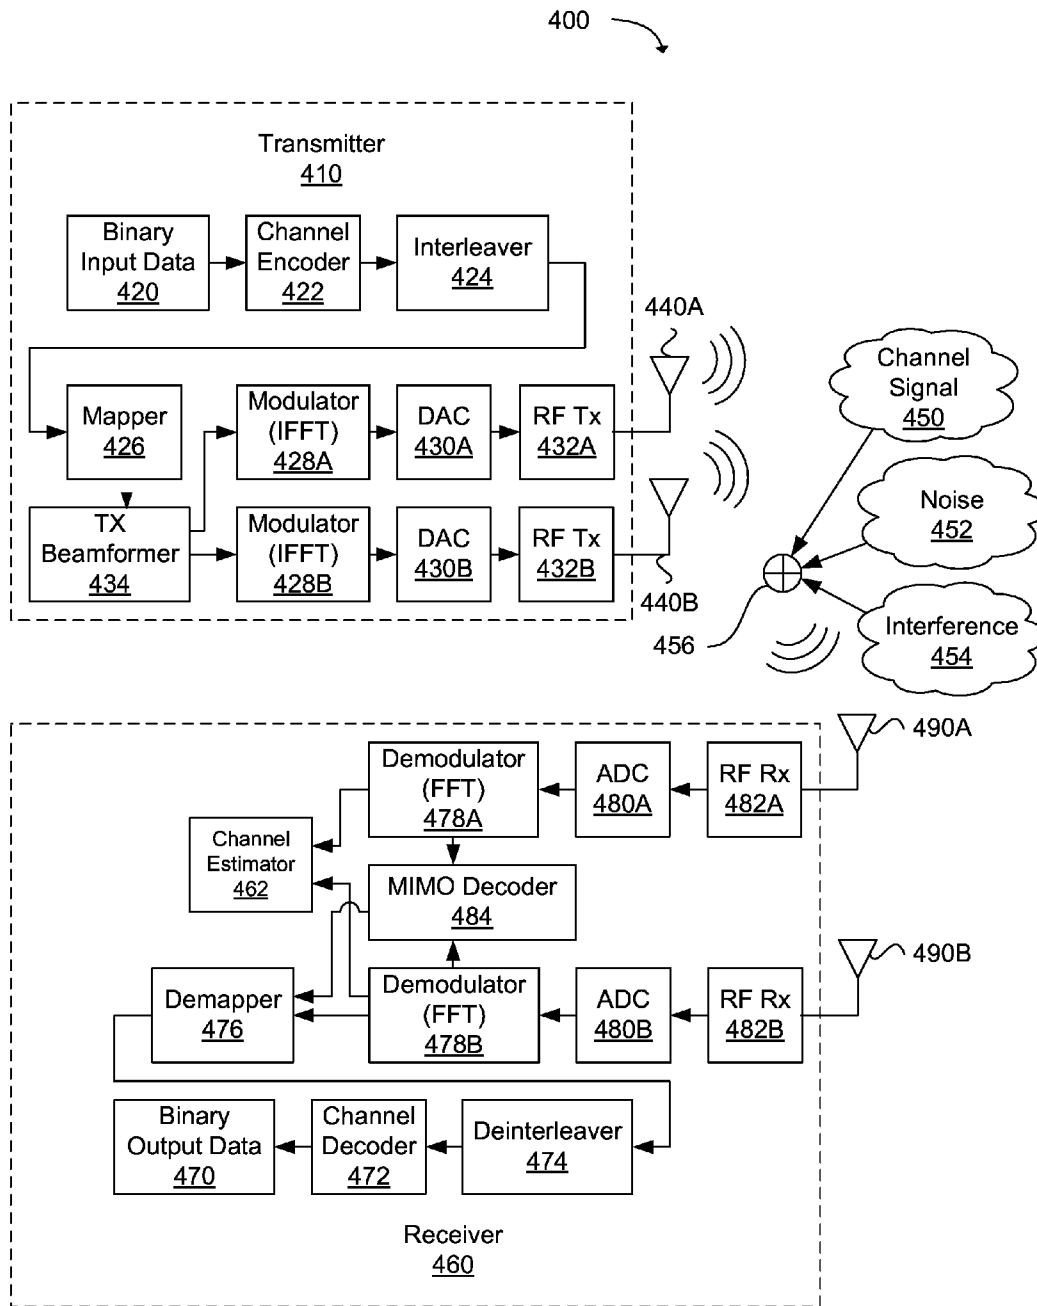 400
Transmitter
410
Binary
Input Data
420
Channel
Encoder
422
Interleaver
424
440A
Mapper
426
Modulator
(IFFT)
428A
DAC
430A
RF Tx
432A
TX
Beamformer
434
Modulator
(IFFT)
428B
DAC
430B
RF Tx
432B
440B
Channel
Signal
450
Noise
452
Interference
454
456
490A
Demodulator
(FFT)
478A
ADC
480A
RF Rx
482A
Channel
Estimator
462
MIMO Decoder
484
490B
Demapper
476
Demodulator
(FFT)
478B
ADC
480B
RF Rx
482B
Binary
Output Data
470
Channel
Decoder
472
Deinterleaver
474
Receiver
460